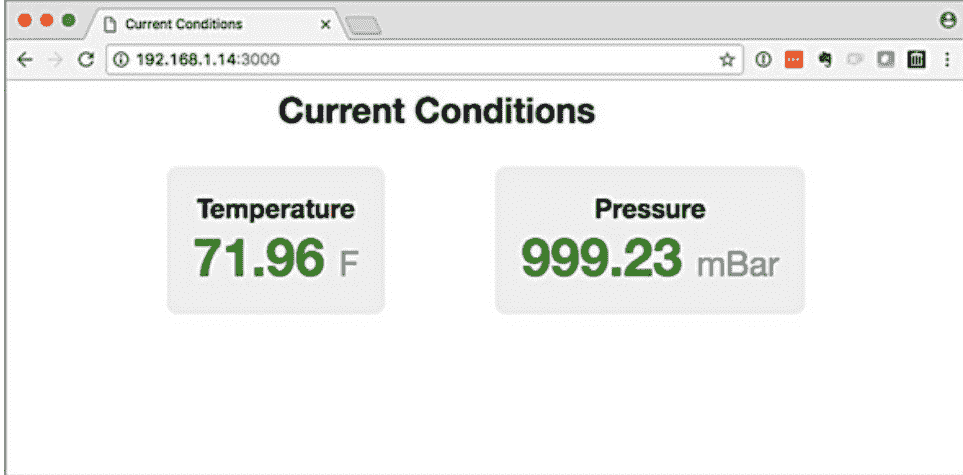 Current Conditions
192.168.1.14:3000
Current Conditions
Temperature
71.96 F
Pressure
999.23 mBar